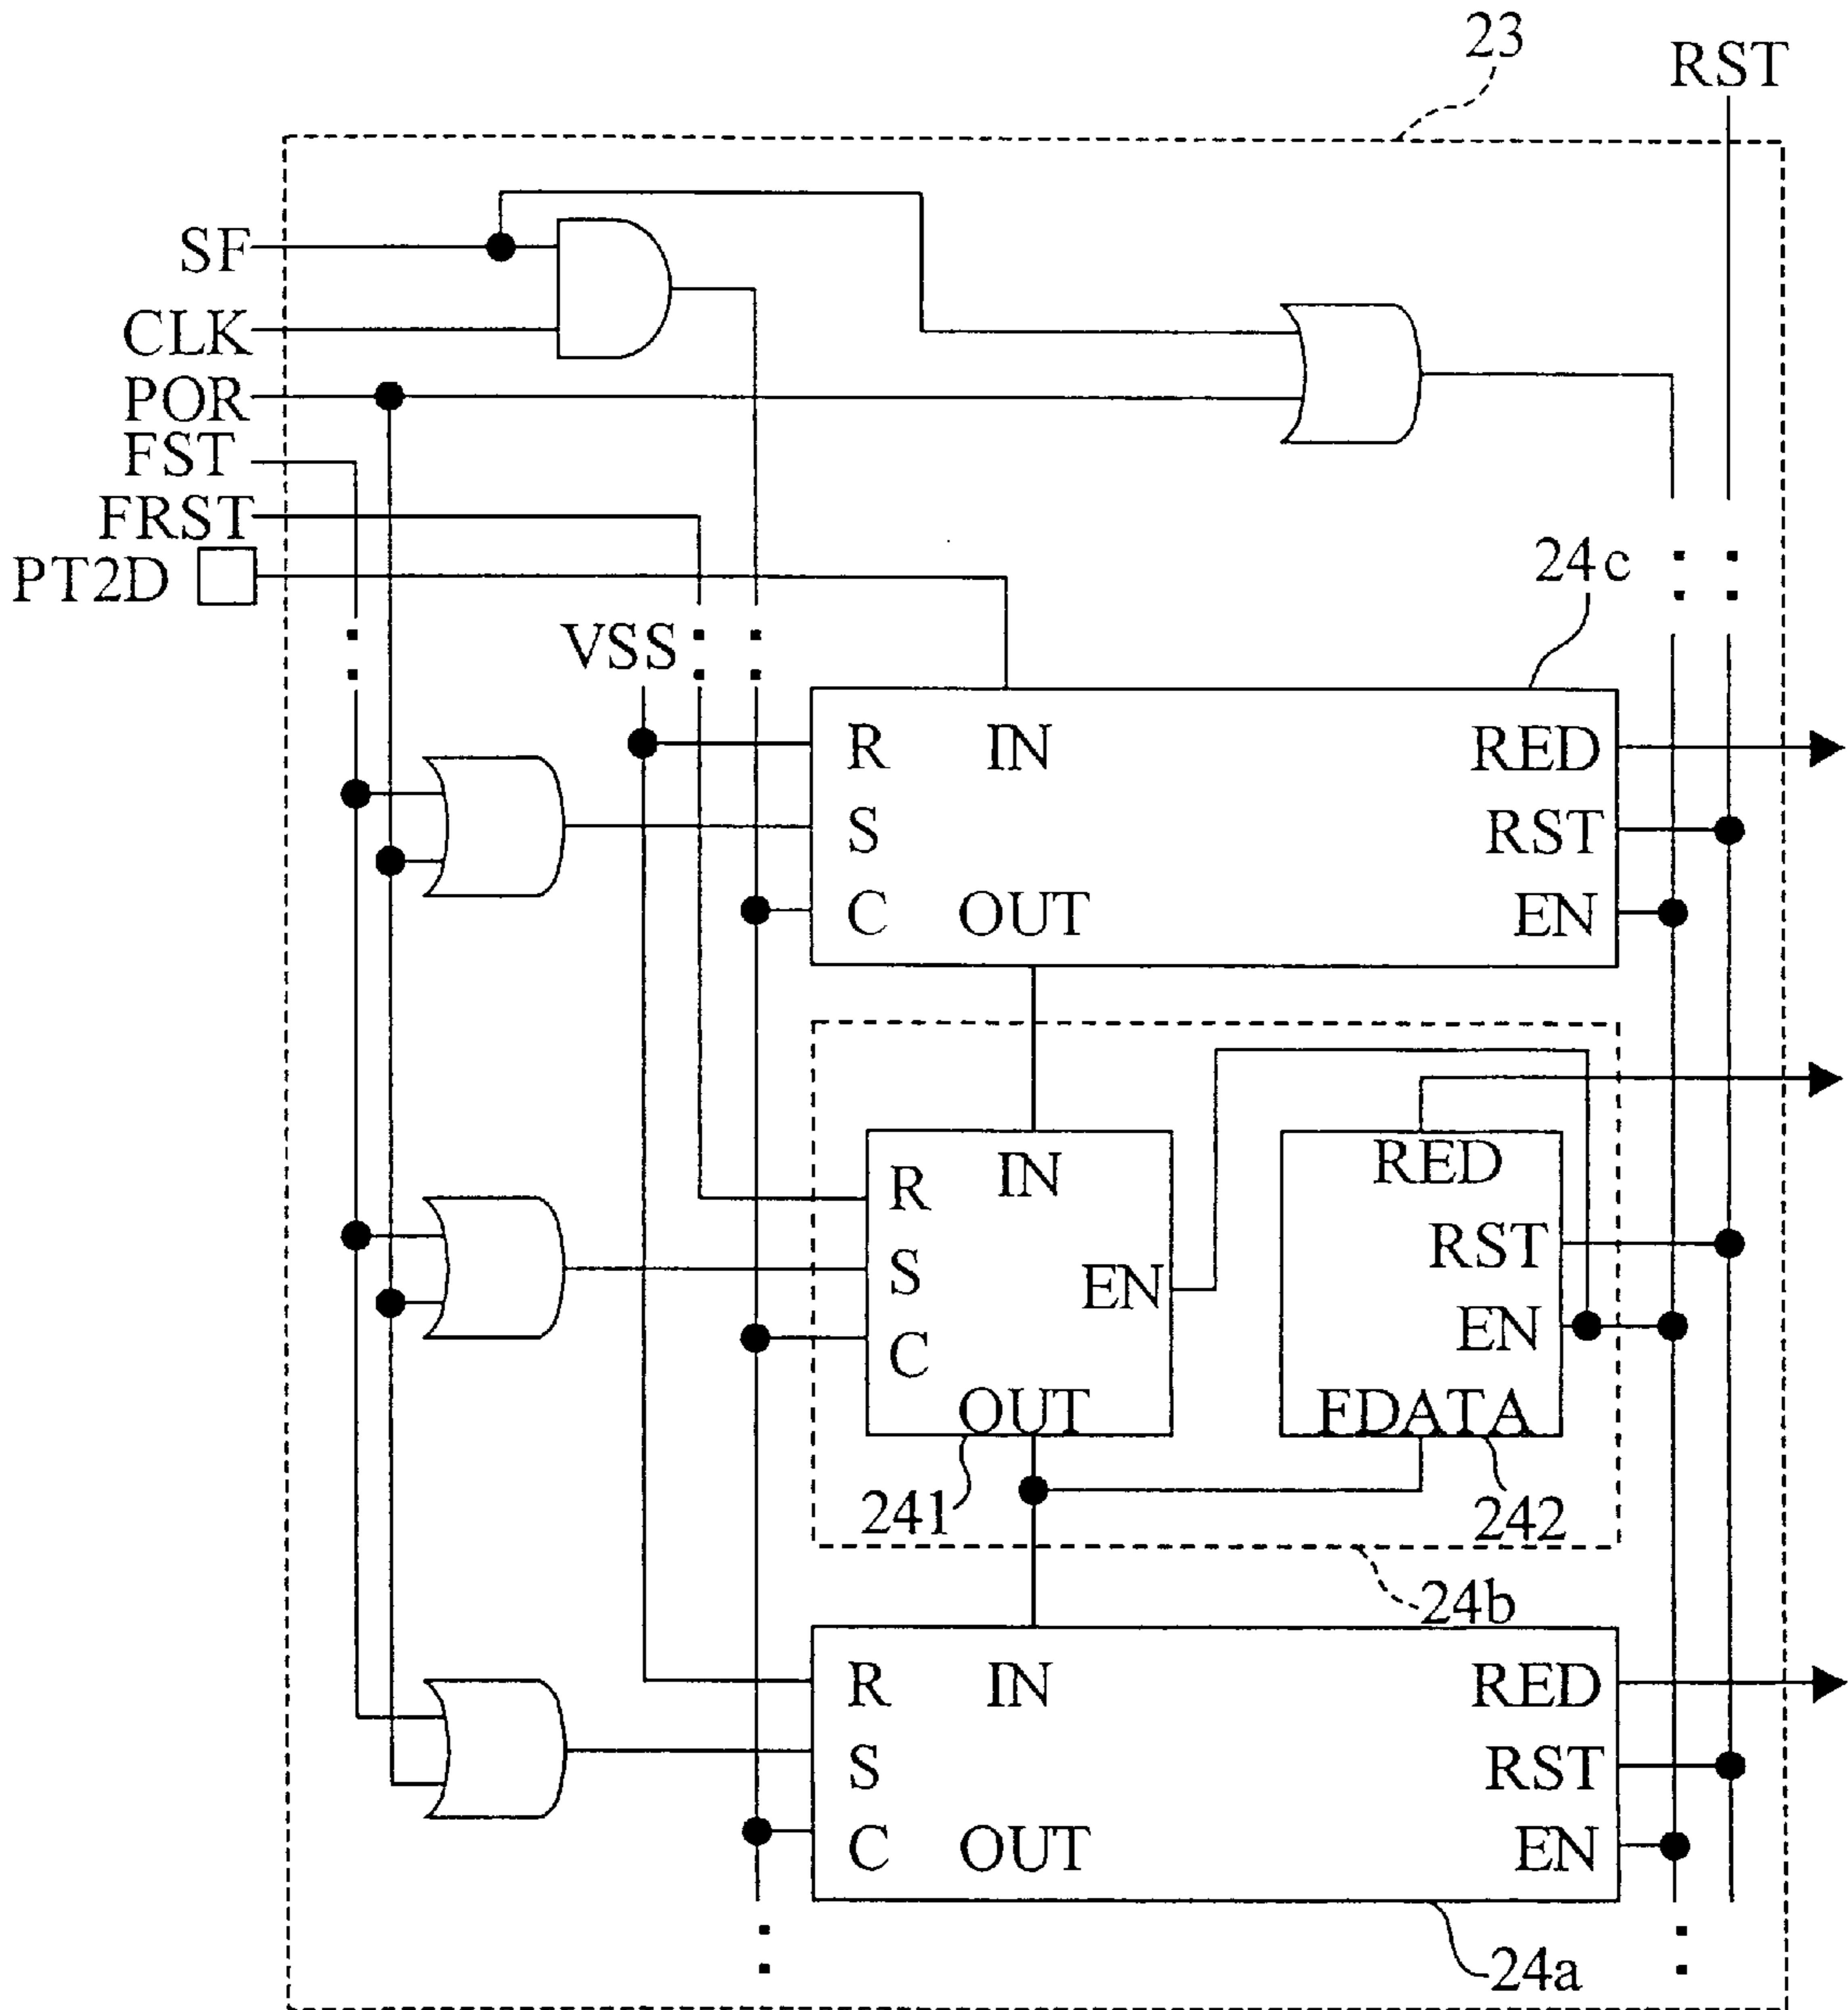 23
RST
SF
CLK
POR
FST
FRST
PT2D
24c
VSS
R IN RED
S RST
C OUT EN
R IN RED
S EN RST
C EN
OUT FDATA
241 242
24b
R IN RED
S RST
C OUT EN
24a